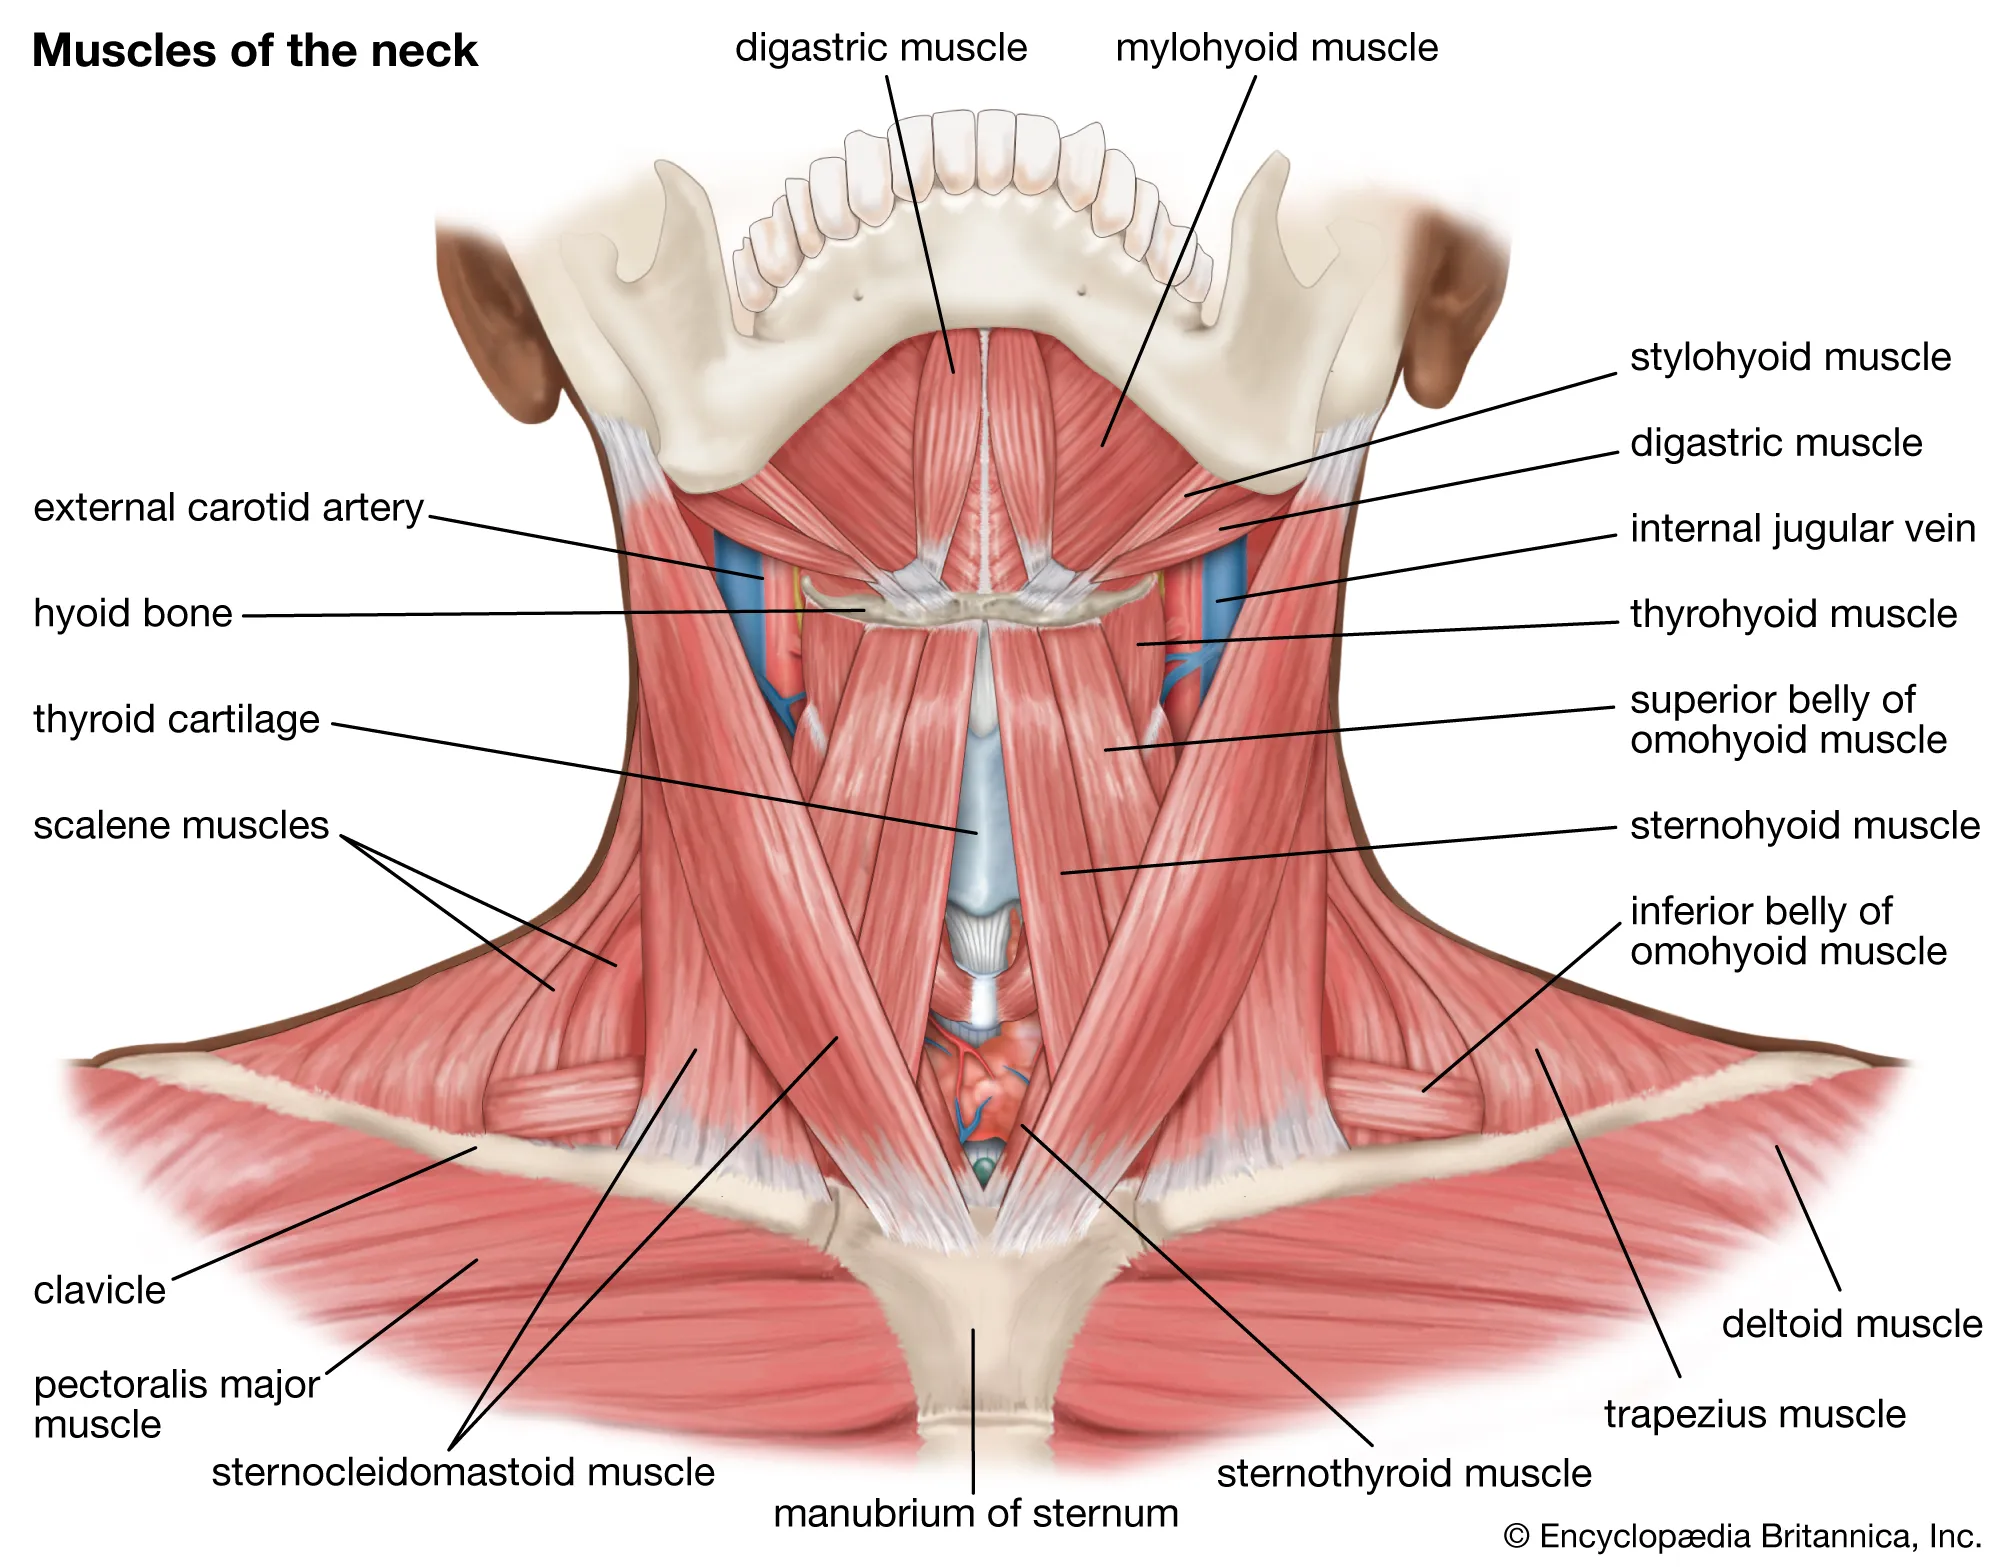 Muscles of the neck
digastric muscle
mylohyoid muscle
stylohyoid muscle
digastric muscle
internal jugular vein
thyrohyoid muscle
superior belly of
omohyoid muscle
sternohyoid muscle
inferior belly of
omohyoid muscle
external carotid artery
hyoid bone
thyroid cartilage
scalene muscles
clavicle
pectoralis major
muscle
sternocleidomastoid muscle
manubrium of sternum
sternothyroid muscle
trapezius muscle
deltoid muscle
© Encyclopædia Britannica, Inc.